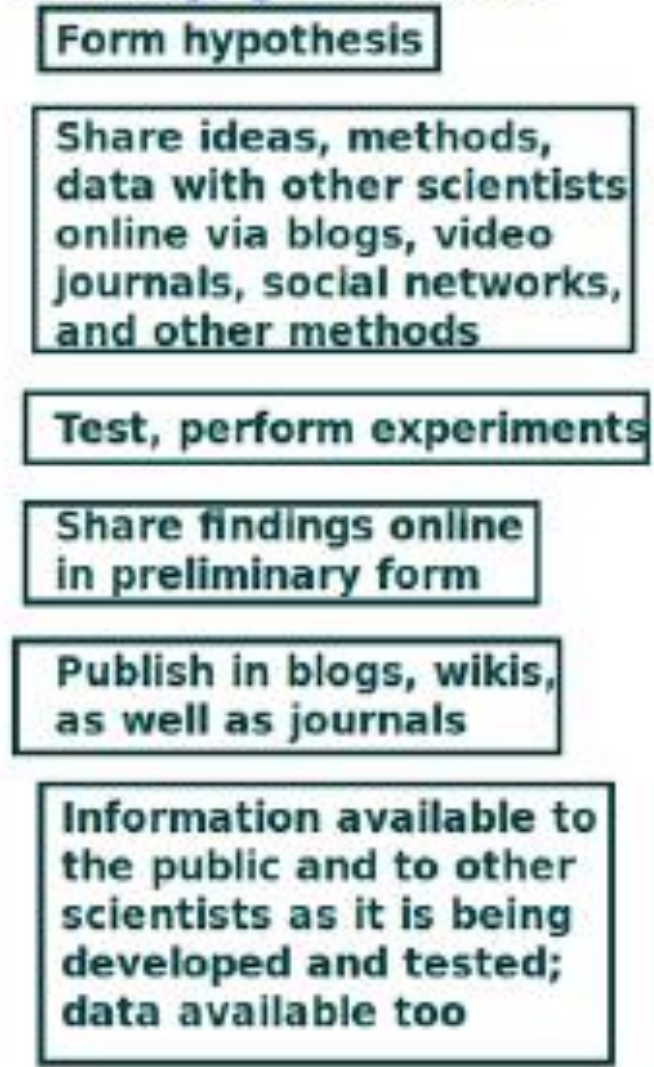 Form hypothesis
Share ideas, methods,
data with other scientists
online via blogs, video
journals, social networks,
and other methods
Test, perform experiments
Share findings online
in preliminary form
Publish in blogs, wikis,
as well as journals
Information available to
the public and to other
scientists as it is being
developed and tested;
data available too